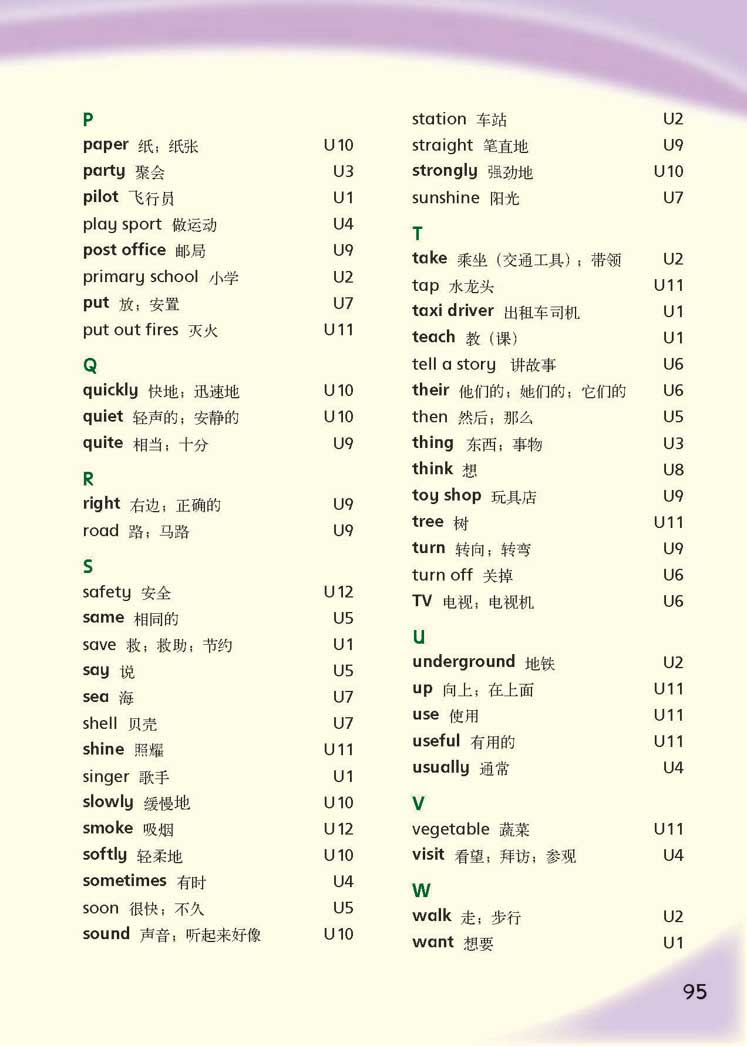 P
paper 纸；纸张 U10
party 聚会 U3
pilot 飞行员 U1
play sport 做运动 U4
post office 邮局 U9
primary school 小学 U2
put 放；安置 U7
put out fires 灭火 U11
Q
quickly 快地；迅速地 U10
quiet 轻声的；安静的 U10
quite 相当；十分 U9
R
right 右边；正确的 U9
road 路；马路 U9
S
safety 安全 U12
same 相同的 U5
save 救；救助；节约 U1
say 说 U5
sea 海 U7
shell 贝壳 U7
shine 照耀 U11
singer 歌手 U1
slowly 缓慢地 U10
smoke 吸烟 U12
softly 轻柔地 U10
sometimes 有时 U4
soon 很快；不久 U5
sound 声音；听起来好像 U10
station 车站 U2
straight 笔直地 U9
strongly 强劲地 U10
sunshine 阳光 U7
T
take 乘坐（交通工具）；带领 U2
tap 水龙头 U11
taxi driver 出租车司机 U1
teach 教（课） U1
tell a story 讲故事 U6
their 他们的；她们的；它们的 U6
then 然后；那么 U5
thing 东西；事物 U3
think 想 U8
toy shop 玩具店 U9
tree 树 U11
turn 转向；转弯 U9
turn off 关掉 U6
TV 电视；电视机 U6
U
underground 地铁 U2
up 向上；在上面 U11
use 使用 U11
useful 有用的 U11
usually 通常 U4
V
vegetable 蔬菜 U11
visit 看望；拜访；参观 U4
W
walk 走；步行 U2
want 想要 U1
95